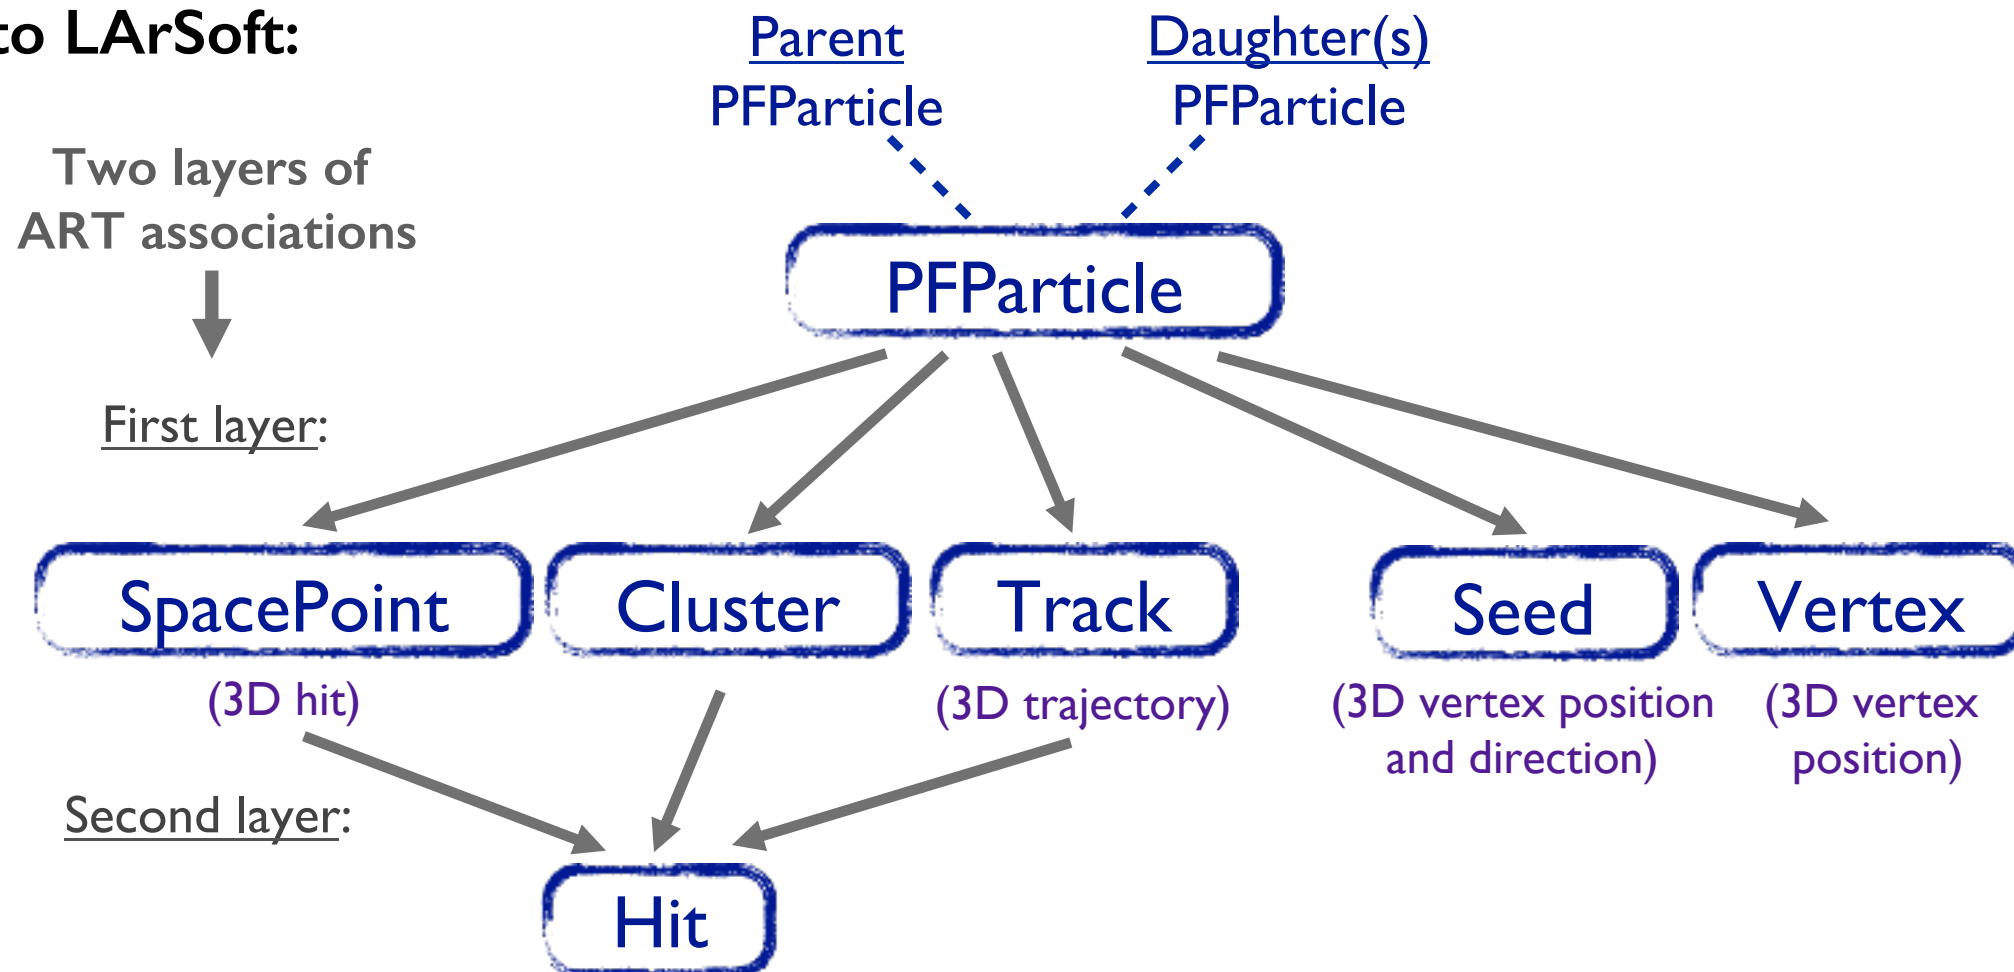 to LArSoft:
Parent
PFParticle
Daughter(s)
PFParticle
Two layers of
ART associations
PFParticle
First layer:
SpacePoint
Cluster
Track
Seed
Vertex
(3D hit)
(3D trajectory)
(3D vertex position
and direction)
(3D vertex
position)
Second layer:
Hit